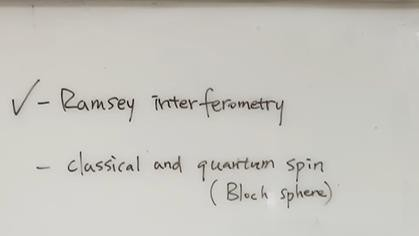 ✓ - Ramsey interferometry
- classical and quantum spin
(Bloch sphere)